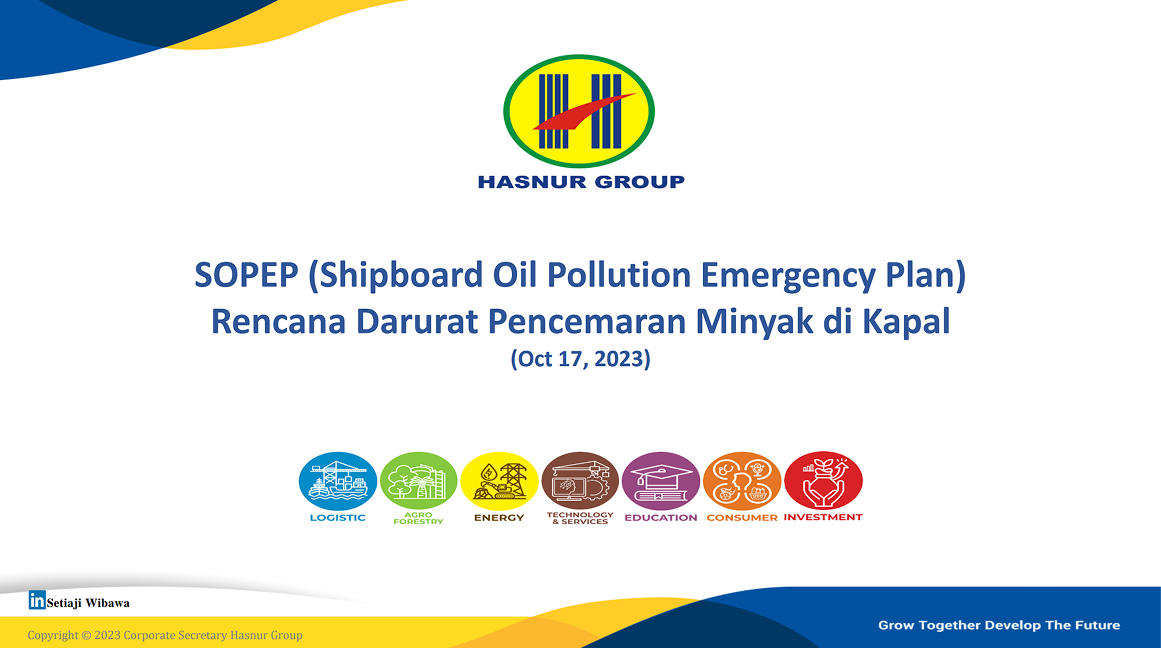 HASNUR GROUP
SOPEP (Shipboard Oil Pollution Emergency Plan)
Rencana Darurat Pencemaran Minyak di Kapal
(Oct 17, 2023)
LOGISTIC
AGRO
FORESTRY
ENERGY
TECHNOLOGY
& SERVICES
EDUCATION
CONSUMER
INVESTMENT
in Setiaji Wibawa
Copyright © 2023 Corporate Secretary Hasnur Group
Grow Together Develop The Future